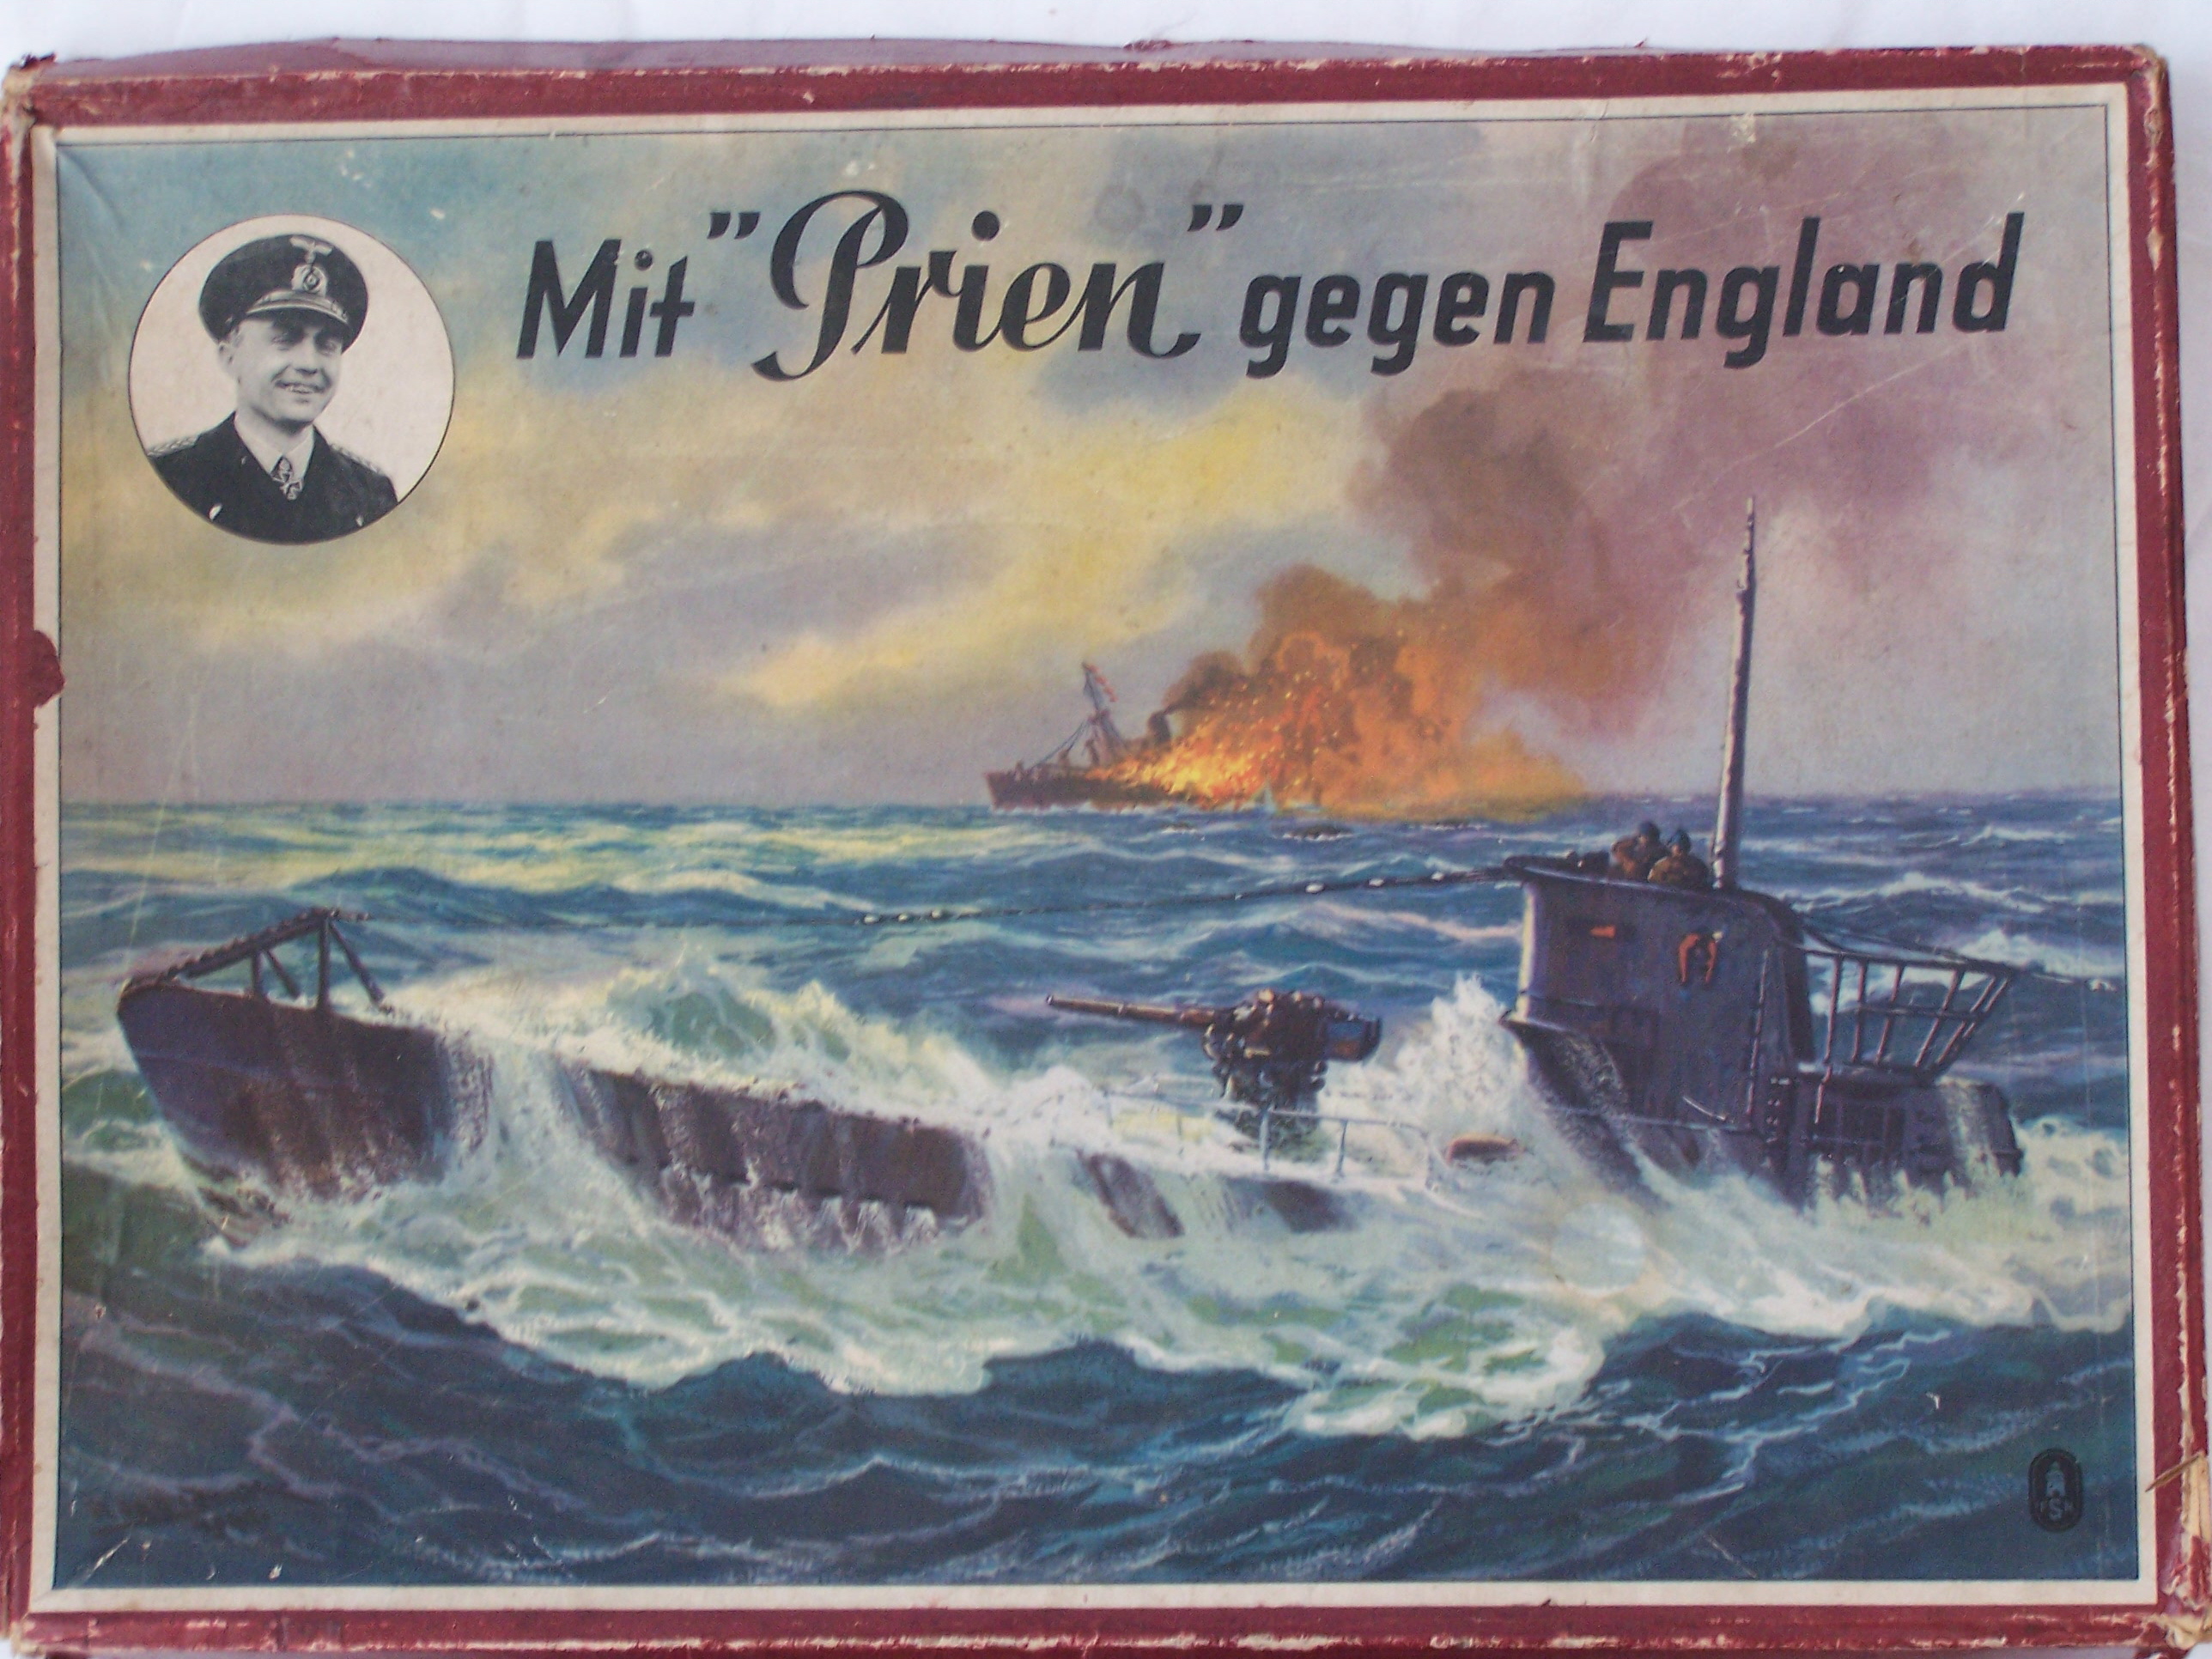 Mit "Prien" gegen England